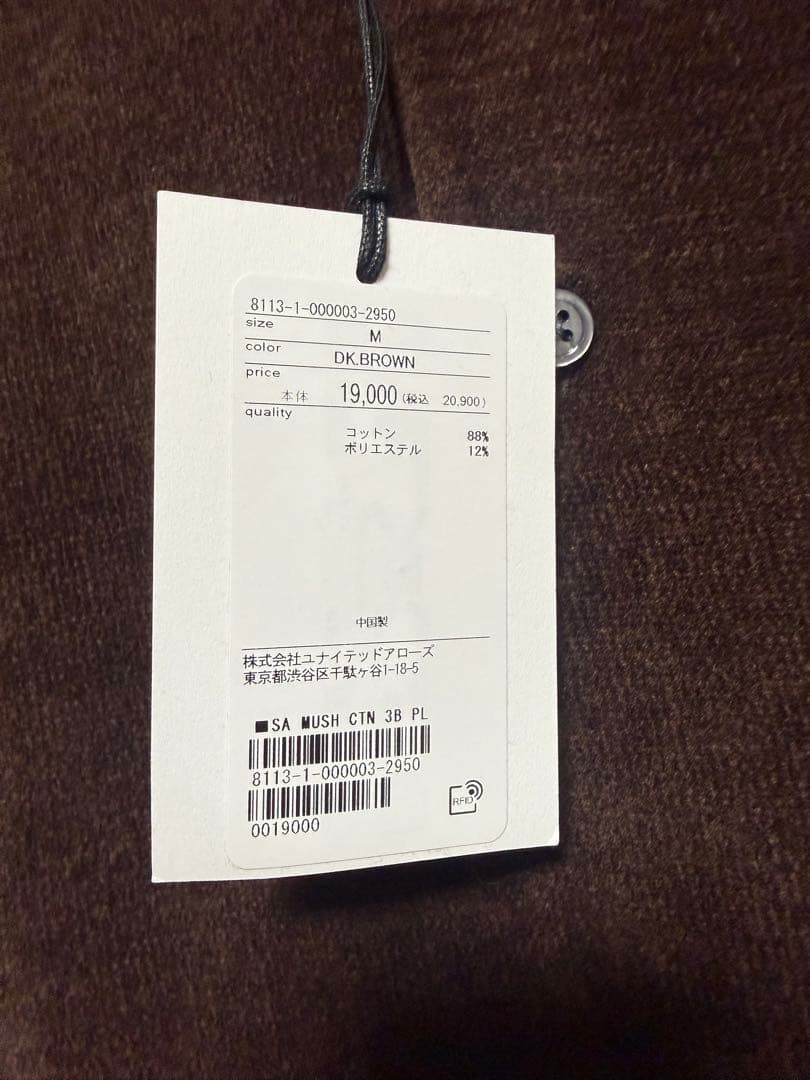 8113-1-000003-2950
size
M
color
DK.BROWN
price
本体 19,000 (税込 20,900)
quality
コットン 88%
ポリエステル 12%
中国製
株式会社ユナイテッドアローズ
東京都渋谷区千駄ヶ谷1-18-5
■SA MUSH CTN 3B PL
8113-1-000003-2950
0019000
RFID